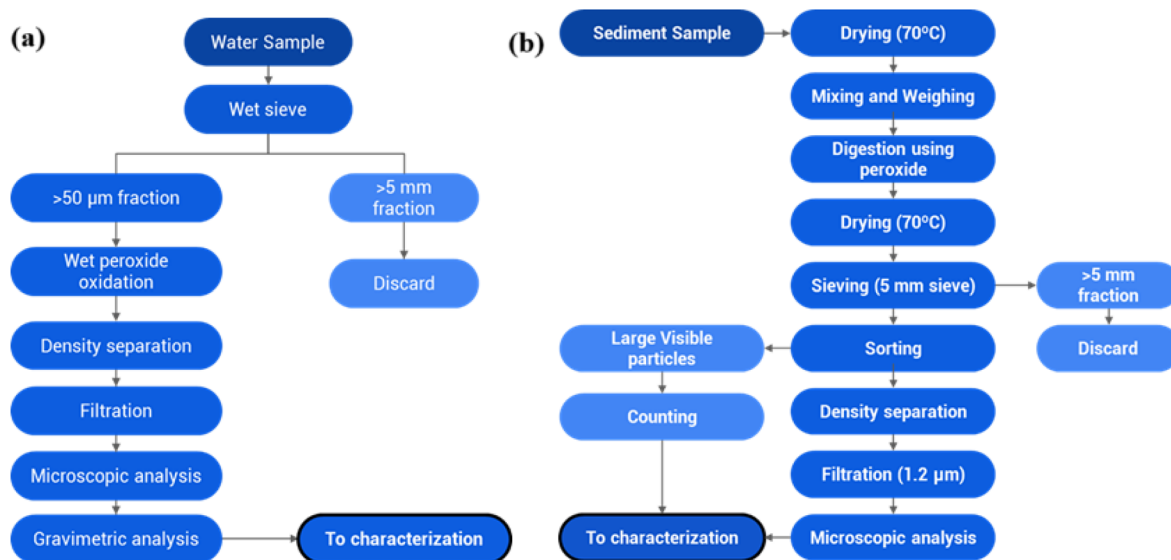 (a)
Water Sample
Wet sieve
>50 µm fraction
>5 mm
fraction
Wet peroxide
oxidation
Discard
Density separation
Filtration
Microscopic analysis
Gravimetric analysis
To characterization
(b)
Sediment Sample
Drying (70ºC)
Mixing and Weighing
Digestion using
peroxide
Drying (70ºC)
Sieving (5 mm sieve)
>5 mm
fraction
Large Visible
particles
Sorting
Discard
Counting
Density separation
Filtration (1.2 µm)
To characterization
Microscopic analysis